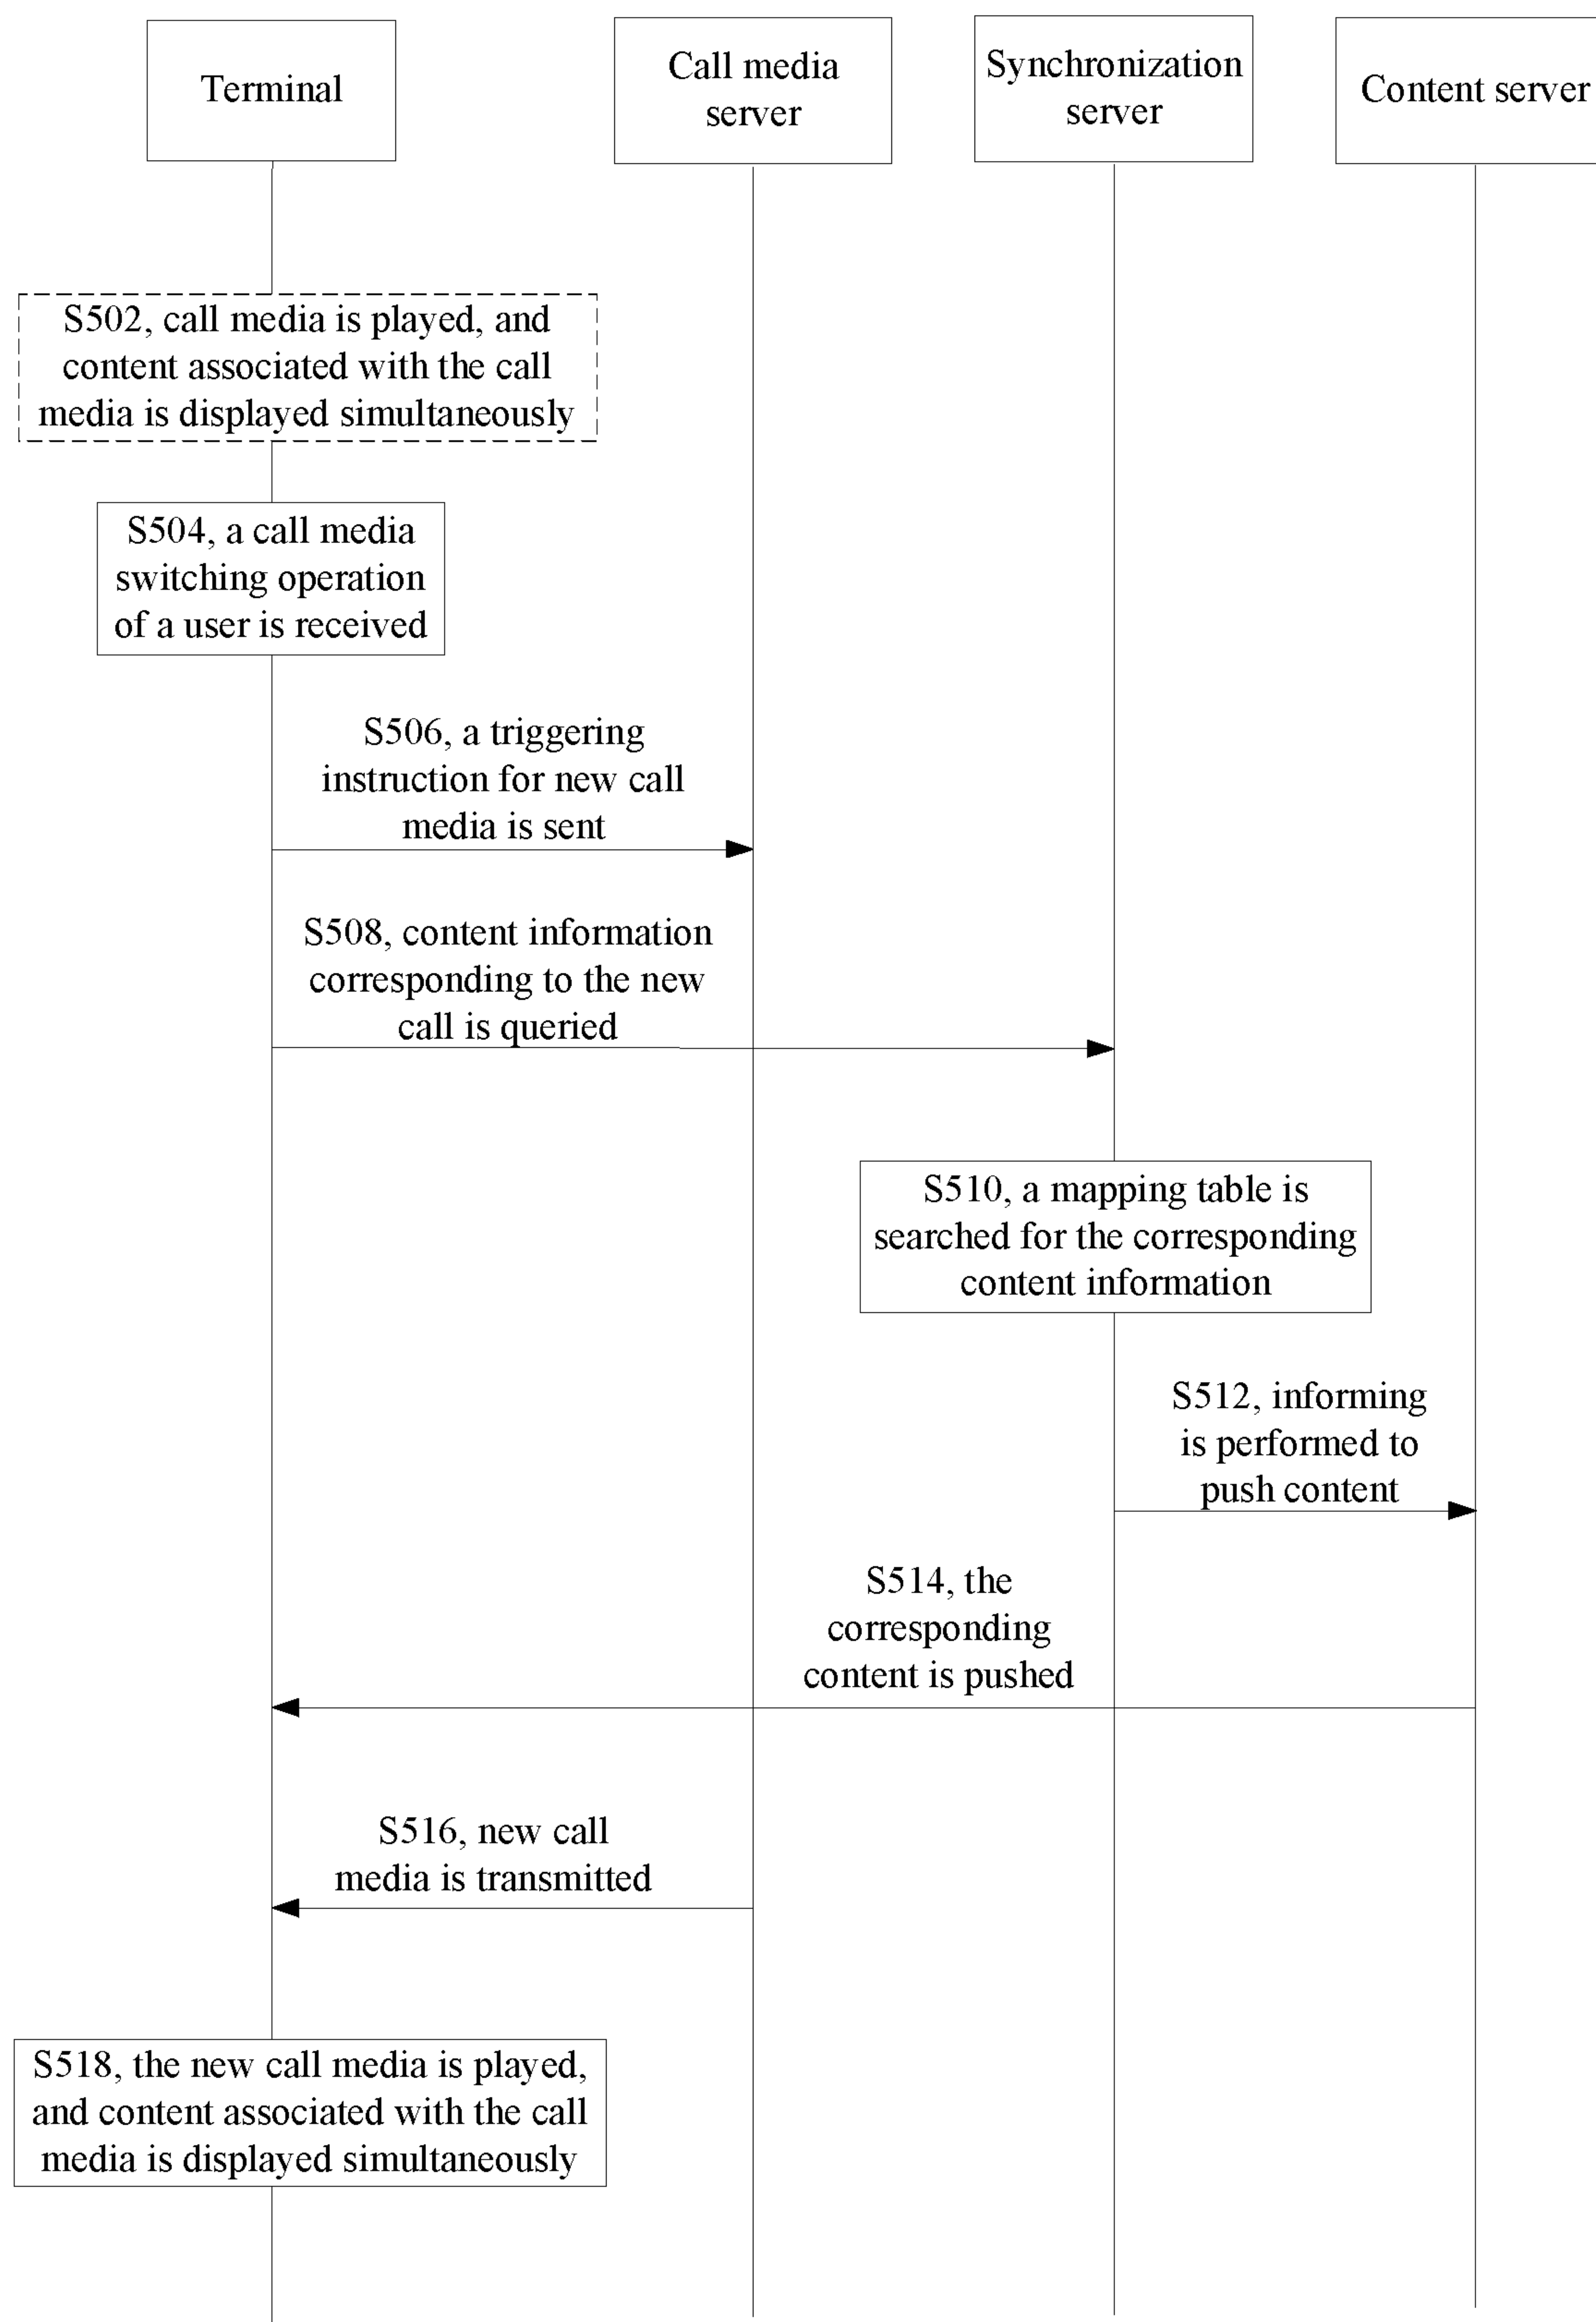 Terminal
Call media
server
Synchronization
server
Content server
S502, call media is played, and
content associated with the call
media is displayed simultaneously
S504, a call media
switching operation
of a user is received
S506, a triggering
instruction for new call
media is sent
S508, content information
corresponding to the new
call is queried
S510, a mapping table is
searched for the corresponding
content information
S512, informing
is performed to
push content
S514, the
corresponding
content is pushed
S516, new call
media is transmitted
S518, the new call media is played,
and content associated with the call
media is displayed simultaneously